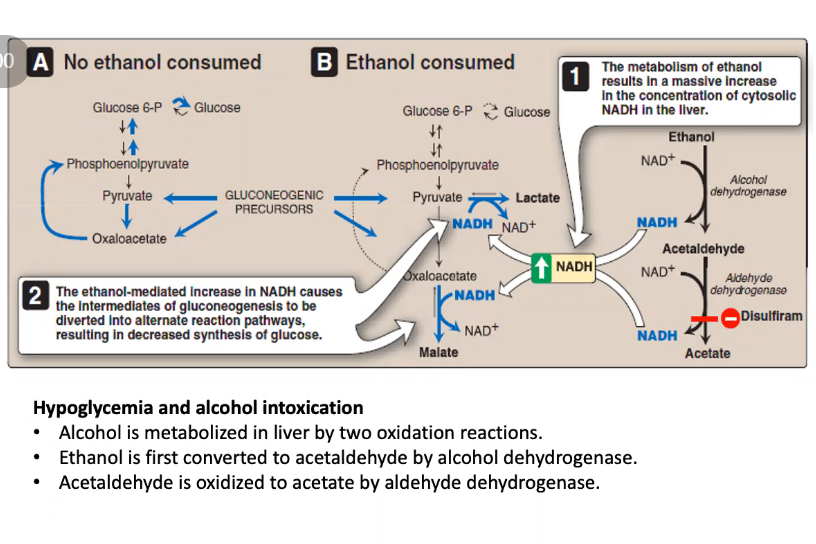 00
A No ethanol consumed
Glucose 6-P Glucose
Phosphoenolpyruvate
Pyruvate
Oxaloacetate
GLUCONEOGENIC
PRECURSORS
B Ethanol consumed
Glucose 6-P Glucose
Phosphoenolpyruvate
Pyruvate
Lactate
NADH NAD+
Oxaloacetate
NADH
NAD+
Malate
1
The metabolism of ethanol
results in a massive increase
in the concentration of cytosolic
NADH in the liver.
Ethanol
NAD+
Alcohol
dehydrogenase
NADH
Acetaldehyde
NADH
NAD+
Aldehyde
dehydrogenase
Disulfiram
NADH
Acetate
2
The ethanol-mediated increase in NADH causes
the intermediates of gluconeogenesis to be
diverted into alternate reaction pathways,
resulting in decreased synthesis of glucose.
Hypoglycemia and alcohol intoxication
• Alcohol is metabolized in liver by two oxidation reactions.
• Ethanol is first converted to acetaldehyde by alcohol dehydrogenase.
• Acetaldehyde is oxidized to acetate by aldehyde dehydrogenase.